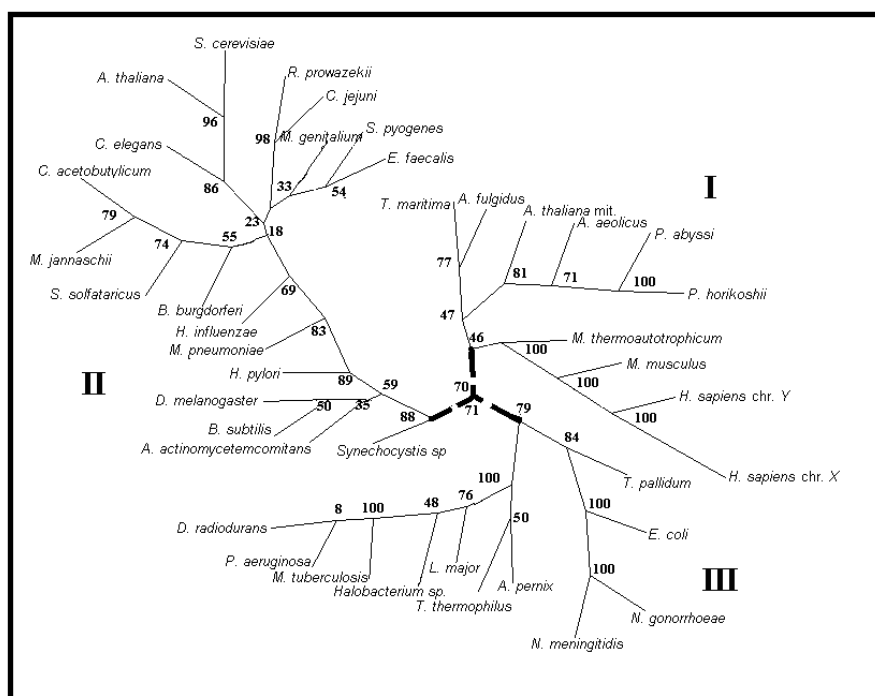 S. cerevisiae
A. thaliana
R. prowazekii
C. jejuni
96
98
M. genitalium
S. pyogenes
C. elegans
E. faecalis
C. acetobutylicum
86
33
54
I
T. maritima
A. fulgidus
A. thaliana mit.
A. aeolicus
P. abyssi
79
23
18
74
55
77
81
71
100
M. jannaschii
S. solfataricus
P. horikoshii
B. burgdorferi
69
47
H. influenzae
83
46
M. thermoautotrophicum
M. pneumoniae
100
M. musculus
II
H. pylori
89
59
70
100
H. sapiens chr. Y
D. melanogaster
50
35
88
71
79
100
B. subtilis
A. actinomycetemcomitans
Synechocystis sp
84
H. sapiens chr. X
T. pallidum
100
8
100
48
76
50
100
D. radiodurans
E. coli
P. aeruginosa
M. tuberculosis
L. major
100
III
Halobacterium sp.
A. pernix
T. thermophilus
N. gonorrhoeae
N. meningitidis